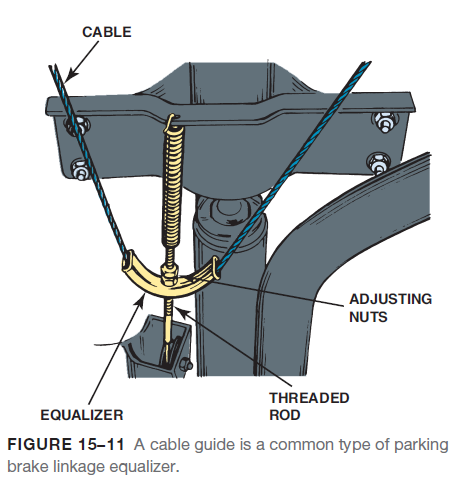 CABLE
ADJUSTING
NUTS
THREADED
ROD
EQUALIZER
FIGURE 15–11 A cable guide is a common type of parking
brake linkage equalizer.